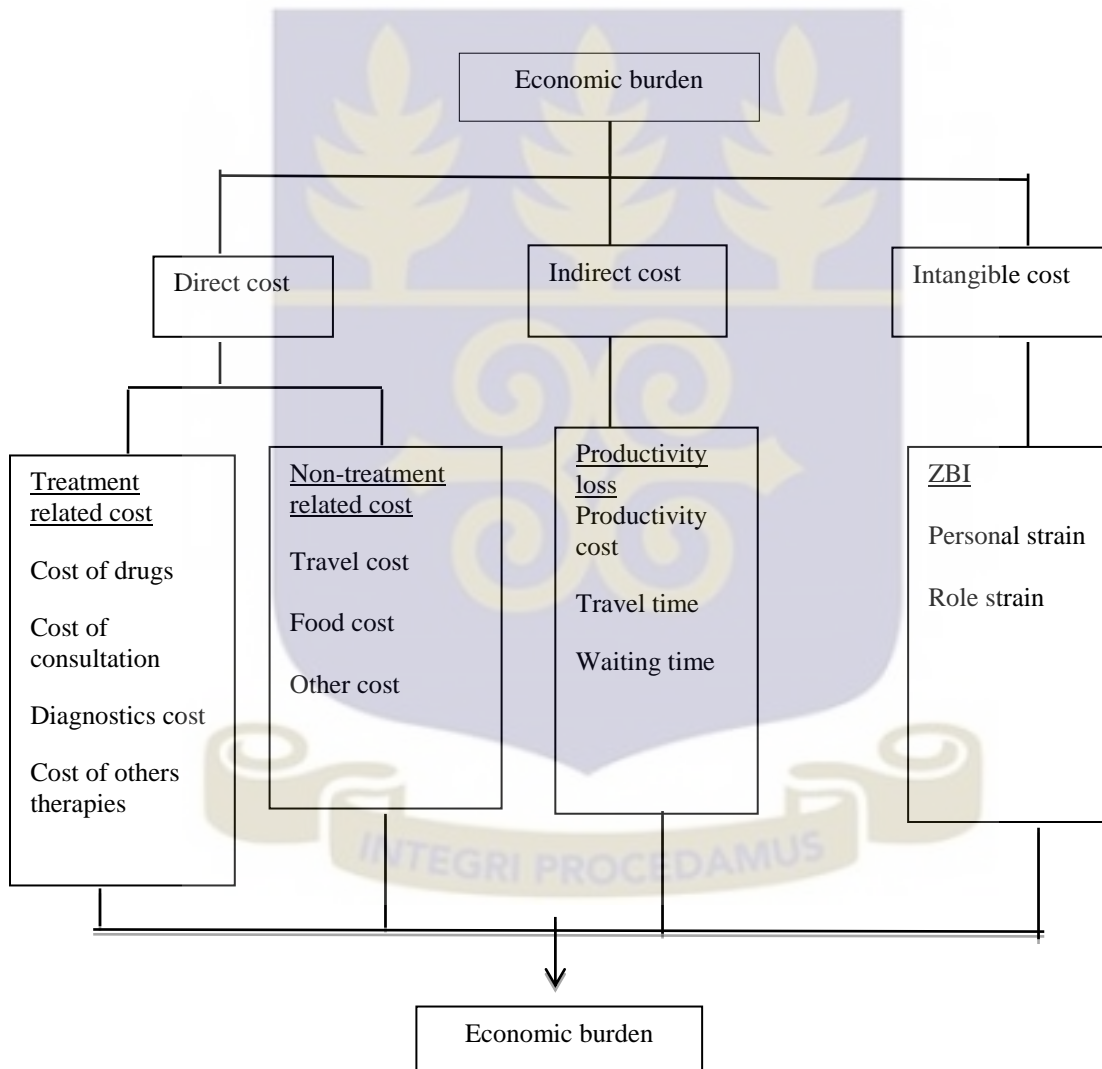 Economic burden
Direct cost
Indirect cost
Intangible cost
Treatment
related cost
Cost of drugs
Cost of
consultation
Diagnostics cost
Cost of others
therapies
Non-treatment
related cost
Travel cost
Food cost
Other cost
Productivity
loss
Productivity
cost
Travel time
Waiting time
ZBI
Personal strain
Role strain
INTEGRI PROCEDAMUS
Economic burden